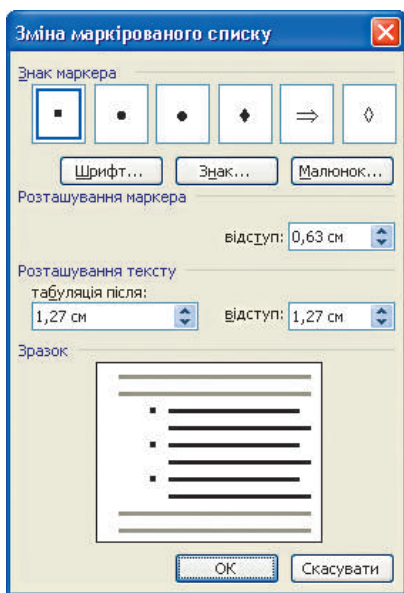 Зміна маркірованого списку
Знак маркера
Шрифт... Знак... Малюнок...
Розташування маркера
відступ: 0,63 см
Розташування тексту
табуляція після:
1,27 см відступ: 1,27 см
Зразок
ОК Скасувати